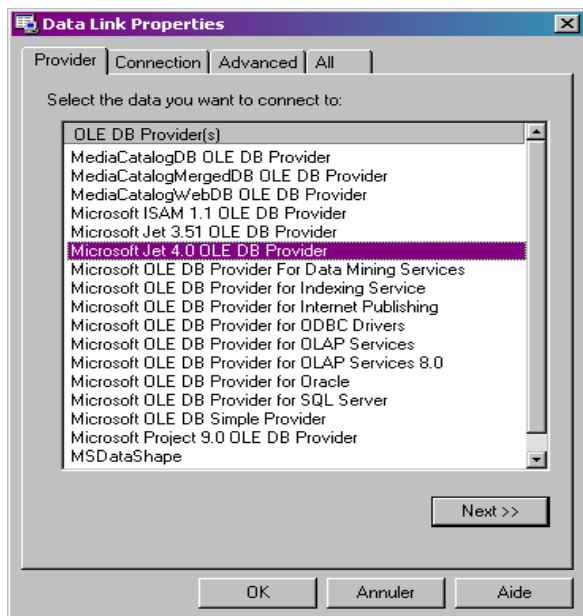 Data Link Properties
Provider Connection Advanced All
Select the data you want to connect to:
OLE DB Provider(s)
MediaCatalogDB OLE DB Provider
MediaCatalogMergedDB OLE DB Provider
MediaCatalogWebDB OLE DB Provider
Microsoft ISAM 1.1 OLE DB Provider
Microsoft Jet 3.51 OLE DB Provider
Microsoft Jet 4.0 OLE DB Provider
Microsoft OLE DB Provider For Data Mining Services
Microsoft OLE DB Provider for Indexing Service
Microsoft OLE DB Provider for Internet Publishing
Microsoft OLE DB Provider for ODBC Drivers
Microsoft OLE DB Provider for OLAP Services
Microsoft OLE DB Provider for OLAP Services 8.0
Microsoft OLE DB Provider for Oracle
Microsoft OLE DB Provider for SQL Server
Microsoft OLE DB Simple Provider
Microsoft Project 9.0 OLE DB Provider
MSDataShape
Next >>
OK Annuler Aide